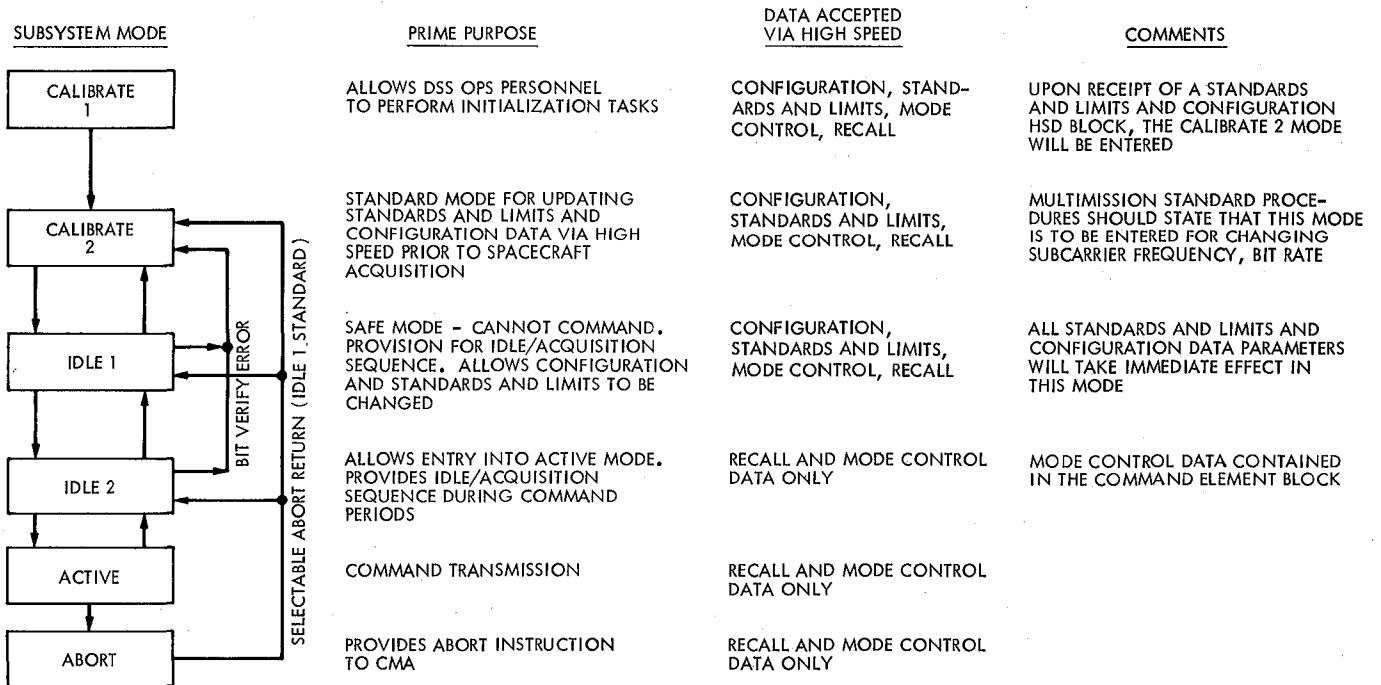 SUBSYSTEM MODE
PRIME PURPOSE
DATA ACCEPTED
VIA HIGH SPEED
COMMENTS
CALIBRATE
1
ALLOWS DSS OPS PERSONNEL
TO PERFORM INITIALIZATION TASKS
CONFIGURATION, STAND-
ARDS AND LIMITS, MODE
CONTROL, RECALL
UPON RECEIPT OF A STANDARDS
AND LIMITS AND CONFIGURATION
HSD BLOCK, THE CALIBRATE 2 MODE
WILL BE ENTERED
CALIBRATE
2
STANDARD MODE FOR UPDATING
STANDARDS AND LIMITS AND
CONFIGURATION DATA VIA HIGH
SPEED PRIOR TO SPACECRAFT
ACQUISITION
CONFIGURATION,
STANDARDS AND LIMITS,
MODE CONTROL, RECALL
MULTIMISSION STANDARD PROCE-
DURES SHOULD STATE THAT THIS MODE
IS TO BE ENTERED FOR CHANGING
SUBCARRIER FREQUENCY, BIT RATE
IDLE 1
SAFE MODE - CANNOT COMMAND.
PROVISION FOR IDLE/ACQUISITION
SEQUENCE. ALLOWS CONFIGURATION
AND STANDARDS AND LIMITS TO BE
CHANGED
CONFIGURATION,
STANDARDS AND LIMITS,
MODE CONTROL, RECALL
ALL STANDARDS AND LIMITS AND
CONFIGURATION DATA PARAMETERS
WILL TAKE IMMEDIATE EFFECT IN
THIS MODE
BIT VERIFY ERROR
SELECTABLE ABORT RETURN (IDLE 1 STANDARD)
IDLE 2
ALLOWS ENTRY INTO ACTIVE MODE.
PROVIDES IDLE/ACQUISITION
SEQUENCE DURING COMMAND
PERIODS
RECALL AND MODE CONTROL
DATA ONLY
MODE CONTROL DATA CONTAINED
IN THE COMMAND ELEMENT BLOCK
ACTIVE
COMMAND TRANSMISSION
RECALL AND MODE CONTROL
DATA ONLY
ABORT
PROVIDES ABORT INSTRUCTION
TO CMA
RECALL AND MODE CONTROL
DATA ONLY